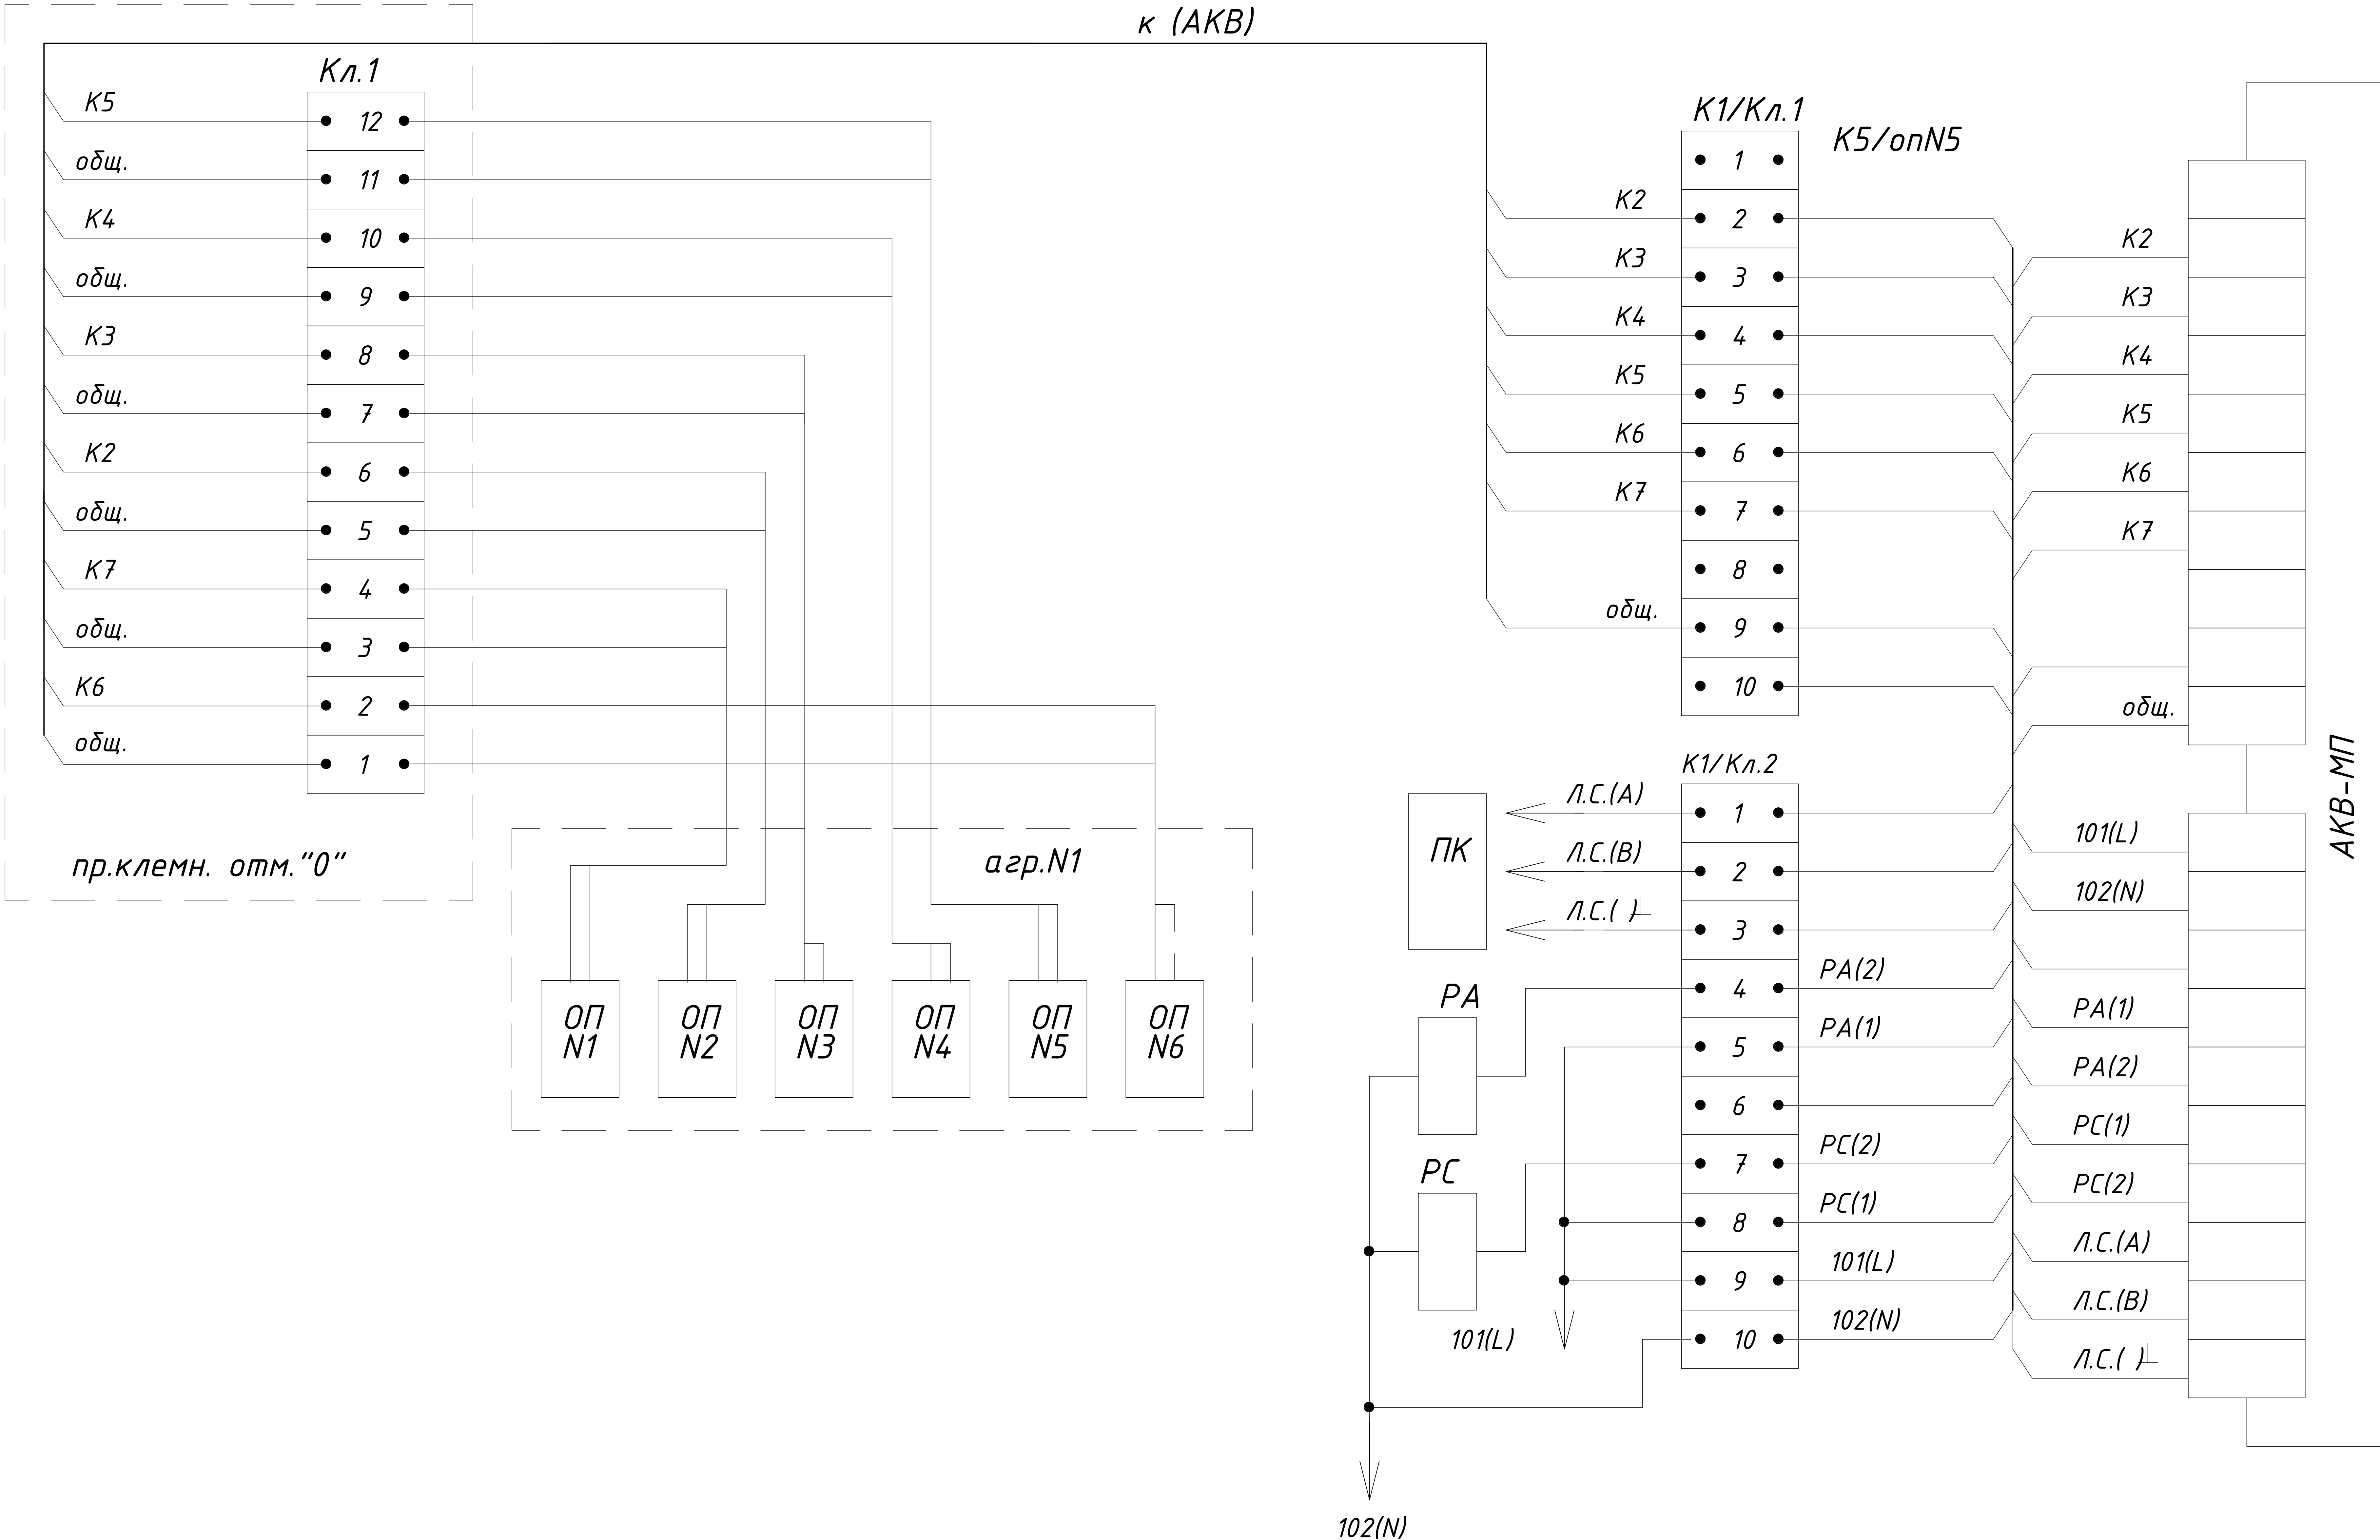 к (АКВ)
Кл.1
К5
12
общ.
11
К4
10
общ.
9
К3
8
общ.
7
К2
6
общ.
5
К7
4
общ.
3
К6
2
общ.
1
пр.клемн. отм."0"
агр.N1
ОП
N1
ОП
N2
ОП
N3
ОП
N4
ОП
N5
ОП
N6
К1/Кл.1
К5/опN5
1
К2
2
К3
3
К4
4
К5
5
К6
6
К7
7
8
общ.
9
10
К1/Кл.2
ПК
Л.С.(А)
1
Л.С.(В)
2
Л.С.( )⊥
3
РА
4
РА(2)
5
РА(1)
6
РС
7
РС(2)
8
РС(1)
9
101(L)
10
102(N)
101(L)
102(N)
К2
К3
К4
К5
К6
К7
общ.
101(L)
102(N)
РА(1)
РА(2)
РС(1)
РС(2)
Л.С.(А)
Л.С.(В)
Л.С.( )⊥
АКВ-МП